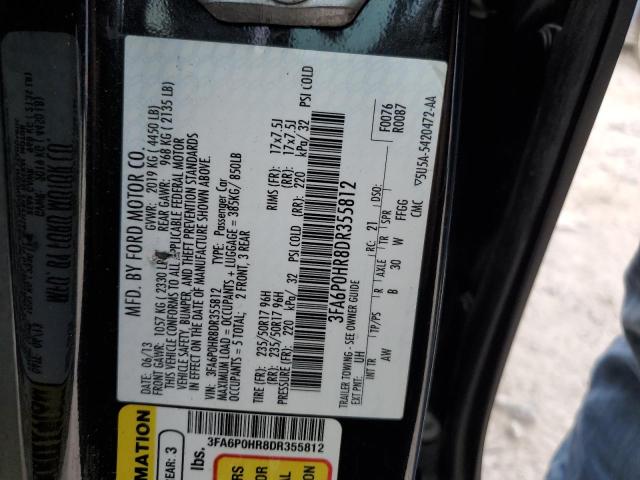 MFD. BY FORD MOTOR CO.
DATE: 06/13 GVWR: 2019 KG ( 4450 LB)
FRONT GAWR: 1057 KG ( 2330 LB) REAR GAWR: 968 KG ( 2135 LB)
THIS VEHICLE CONFORMS TO ALL APPLICABLE FEDERAL MOTOR
VEHICLE SAFETY, BUMPER, AND THEFT PREVENTION STANDARDS
IN EFFECT ON THE DATE OF MANUFACTURE SHOWN ABOVE.
VIN: 3FA6P0HR8DR355812 TYPE: Passenger Car
MAXIMUM LOAD = OCCUPANTS + LUGGAGE = 385KG/ 850LB
OCCUPANTS = 5 TOTAL: 2 FRONT, 3 REAR
TIRE (FR): 235/50R17 96H RIMS (FR): 17x7.5J
(RR): 235/50R17 96H (RR): 17x7.5J
PRESSURE (FR): 220 kPa/ 32 PSI COLD (RR): 220 kPa/ 32 PSI COLD
3FA6P0HR8DR355812
TRAILER TOWING - SEE OWNER GUIDE
F0076
R0087
EXT PNT: UH RC: 21 DSO:
INT TR TP/PS R AXLE TR SPR
AW B 30 W FFGG
CMC
▽5U5A-5420472-AA
3FA6P0HR8DR355812
EAR: 3
lbs.